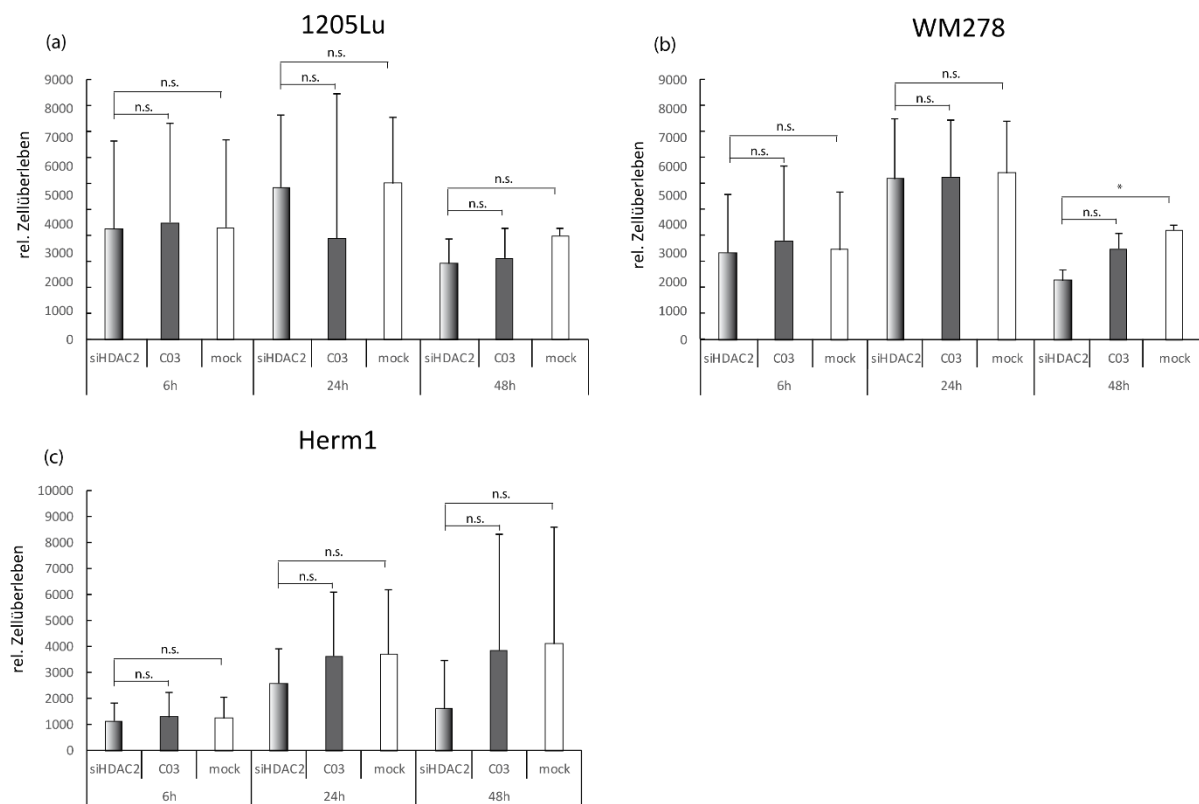 (a)
1205Lu
rel. Zellüberleben
9000
8000
7000
6000
5000
4000
3000
2000
1000
0
n.s.
n.s.
n.s.
n.s.
n.s.
n.s.
siHDAC2 C03 mock siHDAC2 C03 mock siHDAC2 C03 mock
6h 24h 48h
(b)
WM278
rel. Zellüberleben
9000
8000
7000
6000
5000
4000
3000
2000
1000
0
n.s.
n.s.
n.s.
n.s.
*
n.s.
siHDAC2 C03 mock siHDAC2 C03 mock siHDAC2 C03 mock
6h 24h 48h
(c)
Herm1
rel. Zellüberleben
10000
9000
8000
7000
6000
5000
4000
3000
2000
1000
0
n.s.
n.s.
n.s.
n.s.
n.s.
n.s.
siHDAC2 C03 mock siHDAC2 C03 mock siHDAC2 C03 mock
6h 24h 48h